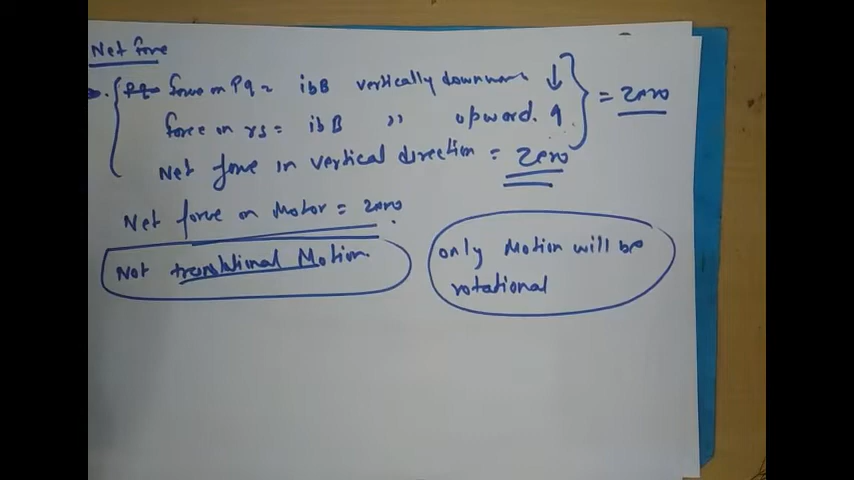 Net force
force on Pq = ibB vertically downward ↓ } = Zero
force on rs = ibB ,, opward. ↑
Net force in vertical direction = Zero
Net force on Motor = zero.
Not translational Motion
only Motion will be
rotational